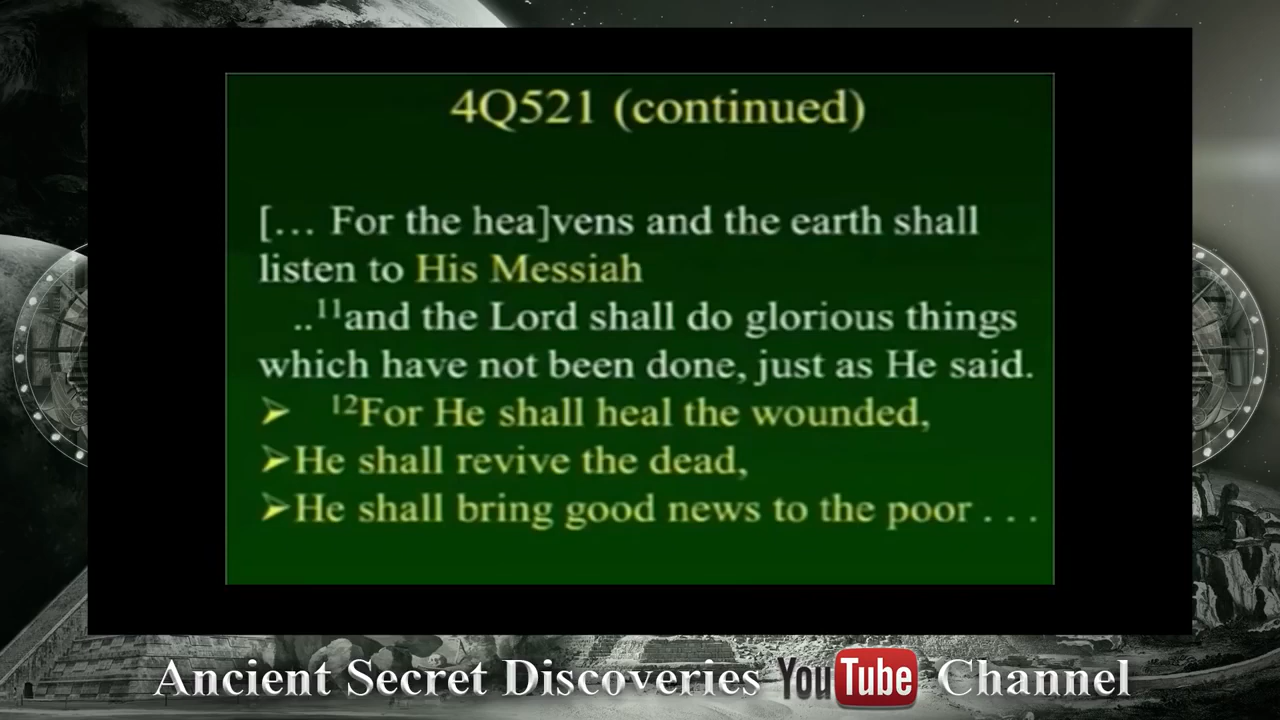 4Q521 (continued)
[… For the hea]vens and the earth shall
listen to His Messiah
..¹¹and the Lord shall do glorious things
which have not been done, just as He said.
➢ ¹²For He shall heal the wounded,
➢He shall revive the dead,
➢He shall bring good news to the poor . . .
Ancient Secret Discoveries YouTube Channel